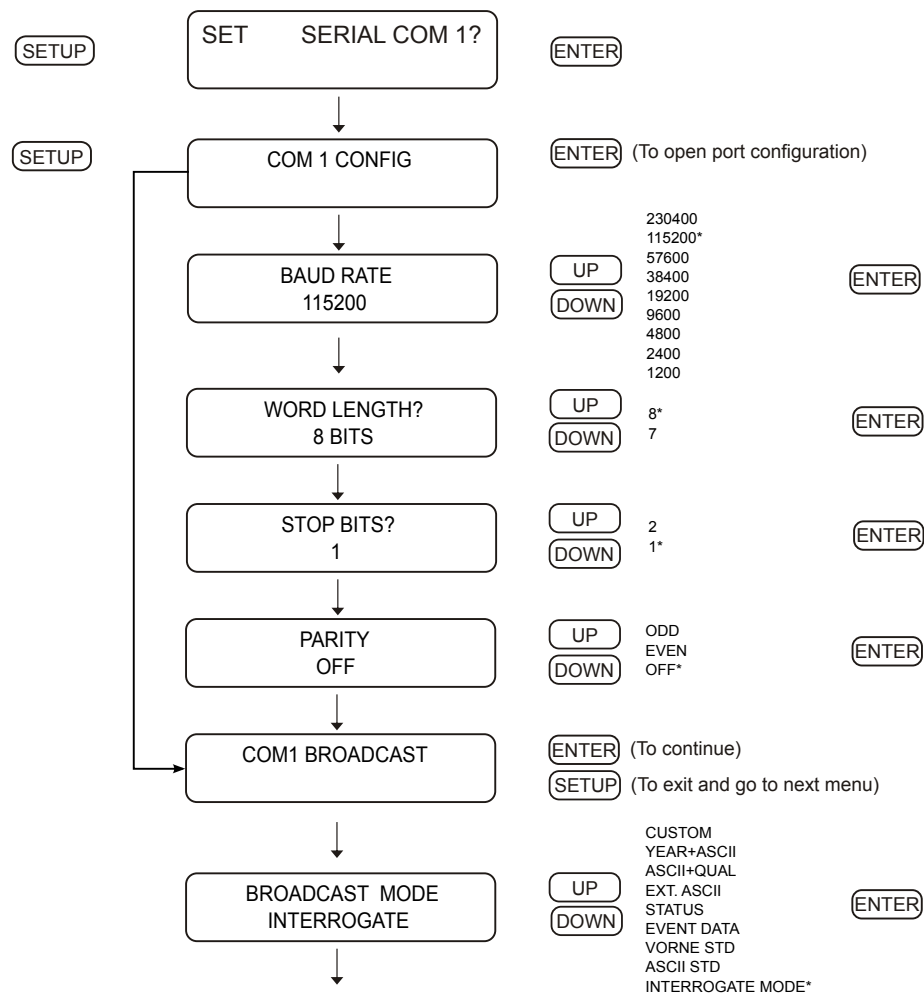 SETUP
SET SERIAL COM 1?
ENTER
SETUP
COM 1 CONFIG
ENTER (To open port configuration)
BAUD RATE
115200
UP
DOWN
230400
115200*
57600
38400
19200
9600
4800
2400
1200
ENTER
WORD LENGTH?
8 BITS
UP
DOWN
8*
7
ENTER
STOP BITS?
1
UP
DOWN
2
1*
ENTER
PARITY
OFF
UP
DOWN
ODD
EVEN
OFF*
ENTER
COM1 BROADCAST
ENTER (To continue)
SETUP (To exit and go to next menu)
BROADCAST MODE
INTERROGATE
UP
DOWN
CUSTOM
YEAR+ASCII
ASCII+QUAL
EXT. ASCII
STATUS
EVENT DATA
VORNE STD
ASCII STD
INTERROGATE MODE*
ENTER